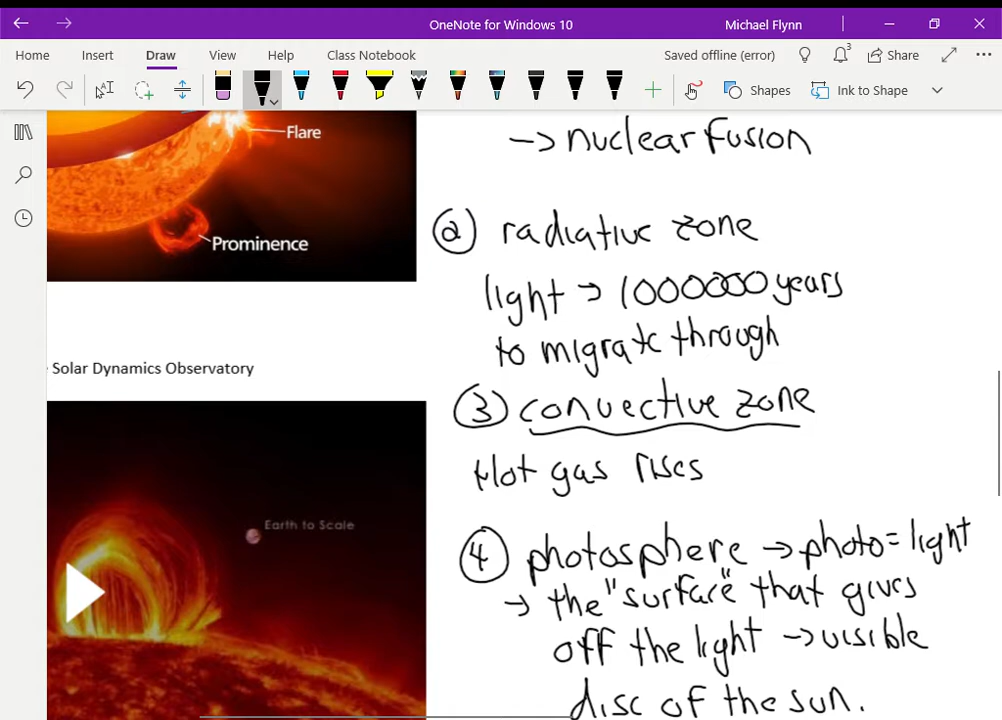 OneNote for Windows 10
Michael Flynn
Home
Insert
Draw
View
Help
Class Notebook
Saved offline (error)
3
Share
Shapes
Ink to Shape
Flare
Prominence
Solar Dynamics Observatory
Earth to Scale
→ nuclear fusion
② radiative zone
light → 1000000 years
to migrate through
③ convective zone
Hot gas rises
④ photosphere → photo = light
→ the "surface" that gives
off the light → visible
disc of the sun.